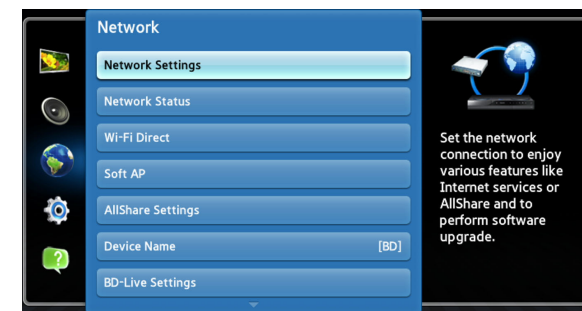 Network
Network Settings
Network Status
Wi-Fi Direct
Soft AP
AllShare Settings
Device Name [BD]
BD-Live Settings
Set the network
connection to enjoy
various features like
Internet services or
AllShare and to
perform software
upgrade.
?